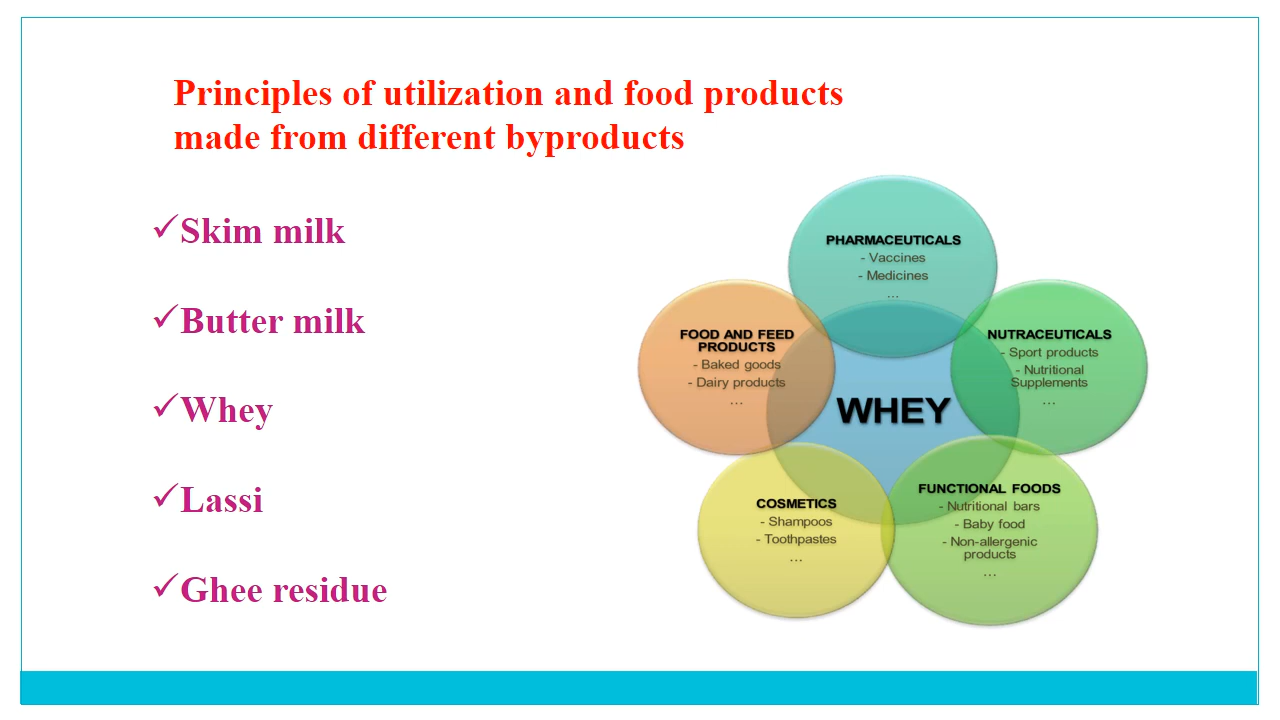 Principles of utilization and food products
made from different byproducts
✓Skim milk
✓Butter milk
✓Whey
✓Lassi
✓Ghee residue
PHARMACEUTICALS
- Vaccines
- Medicines
...
FOOD AND FEED
PRODUCTS
- Baked goods
- Dairy products
...
NUTRACEUTICALS
- Sport products
- Nutritional
Supplements
...
WHEY
COSMETICS
- Shampoos
- Toothpastes
...
FUNCTIONAL FOODS
- Nutritional bars
- Baby food
- Non-allergenic
products
...